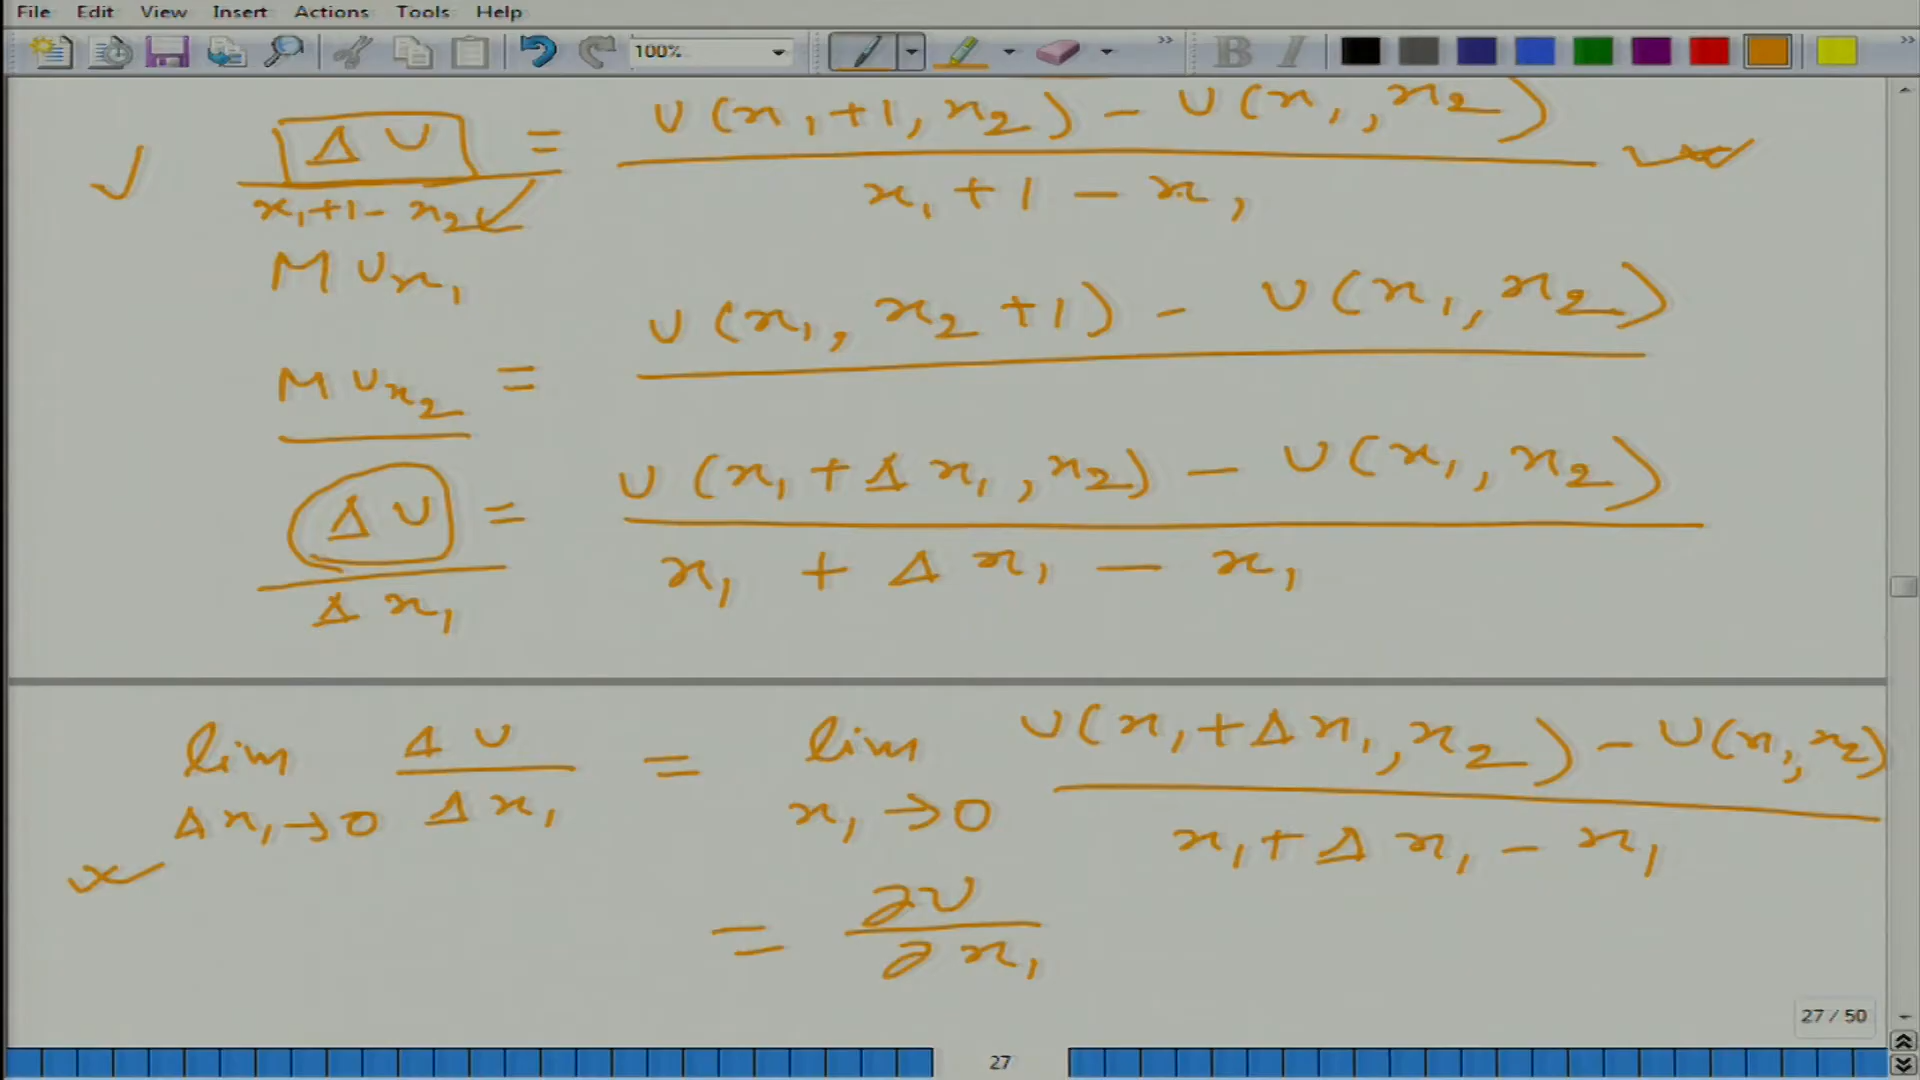 File Edit View Insert Actions Tools Help
100%
B I
ΔU / x₁+1-x₂ = U(x₁+1, x₂) - U(x₁, x₂) / x₁+1-x₁
MUx₁
MUx₂ = U(x₁, x₂+1) - U(x₁, x₂)
ΔU / Δx₁ = U(x₁+Δx₁, x₂) - U(x₁, x₂) / x₁+Δx₁-x₁
lim Δx₁→0 ΔU / Δx₁ = lim x₁→0 U(x₁+Δx₁, x₂) - U(x₁, x₂) / x₁+Δx₁-x₁
= ∂U / ∂x₁
27 / 50
27